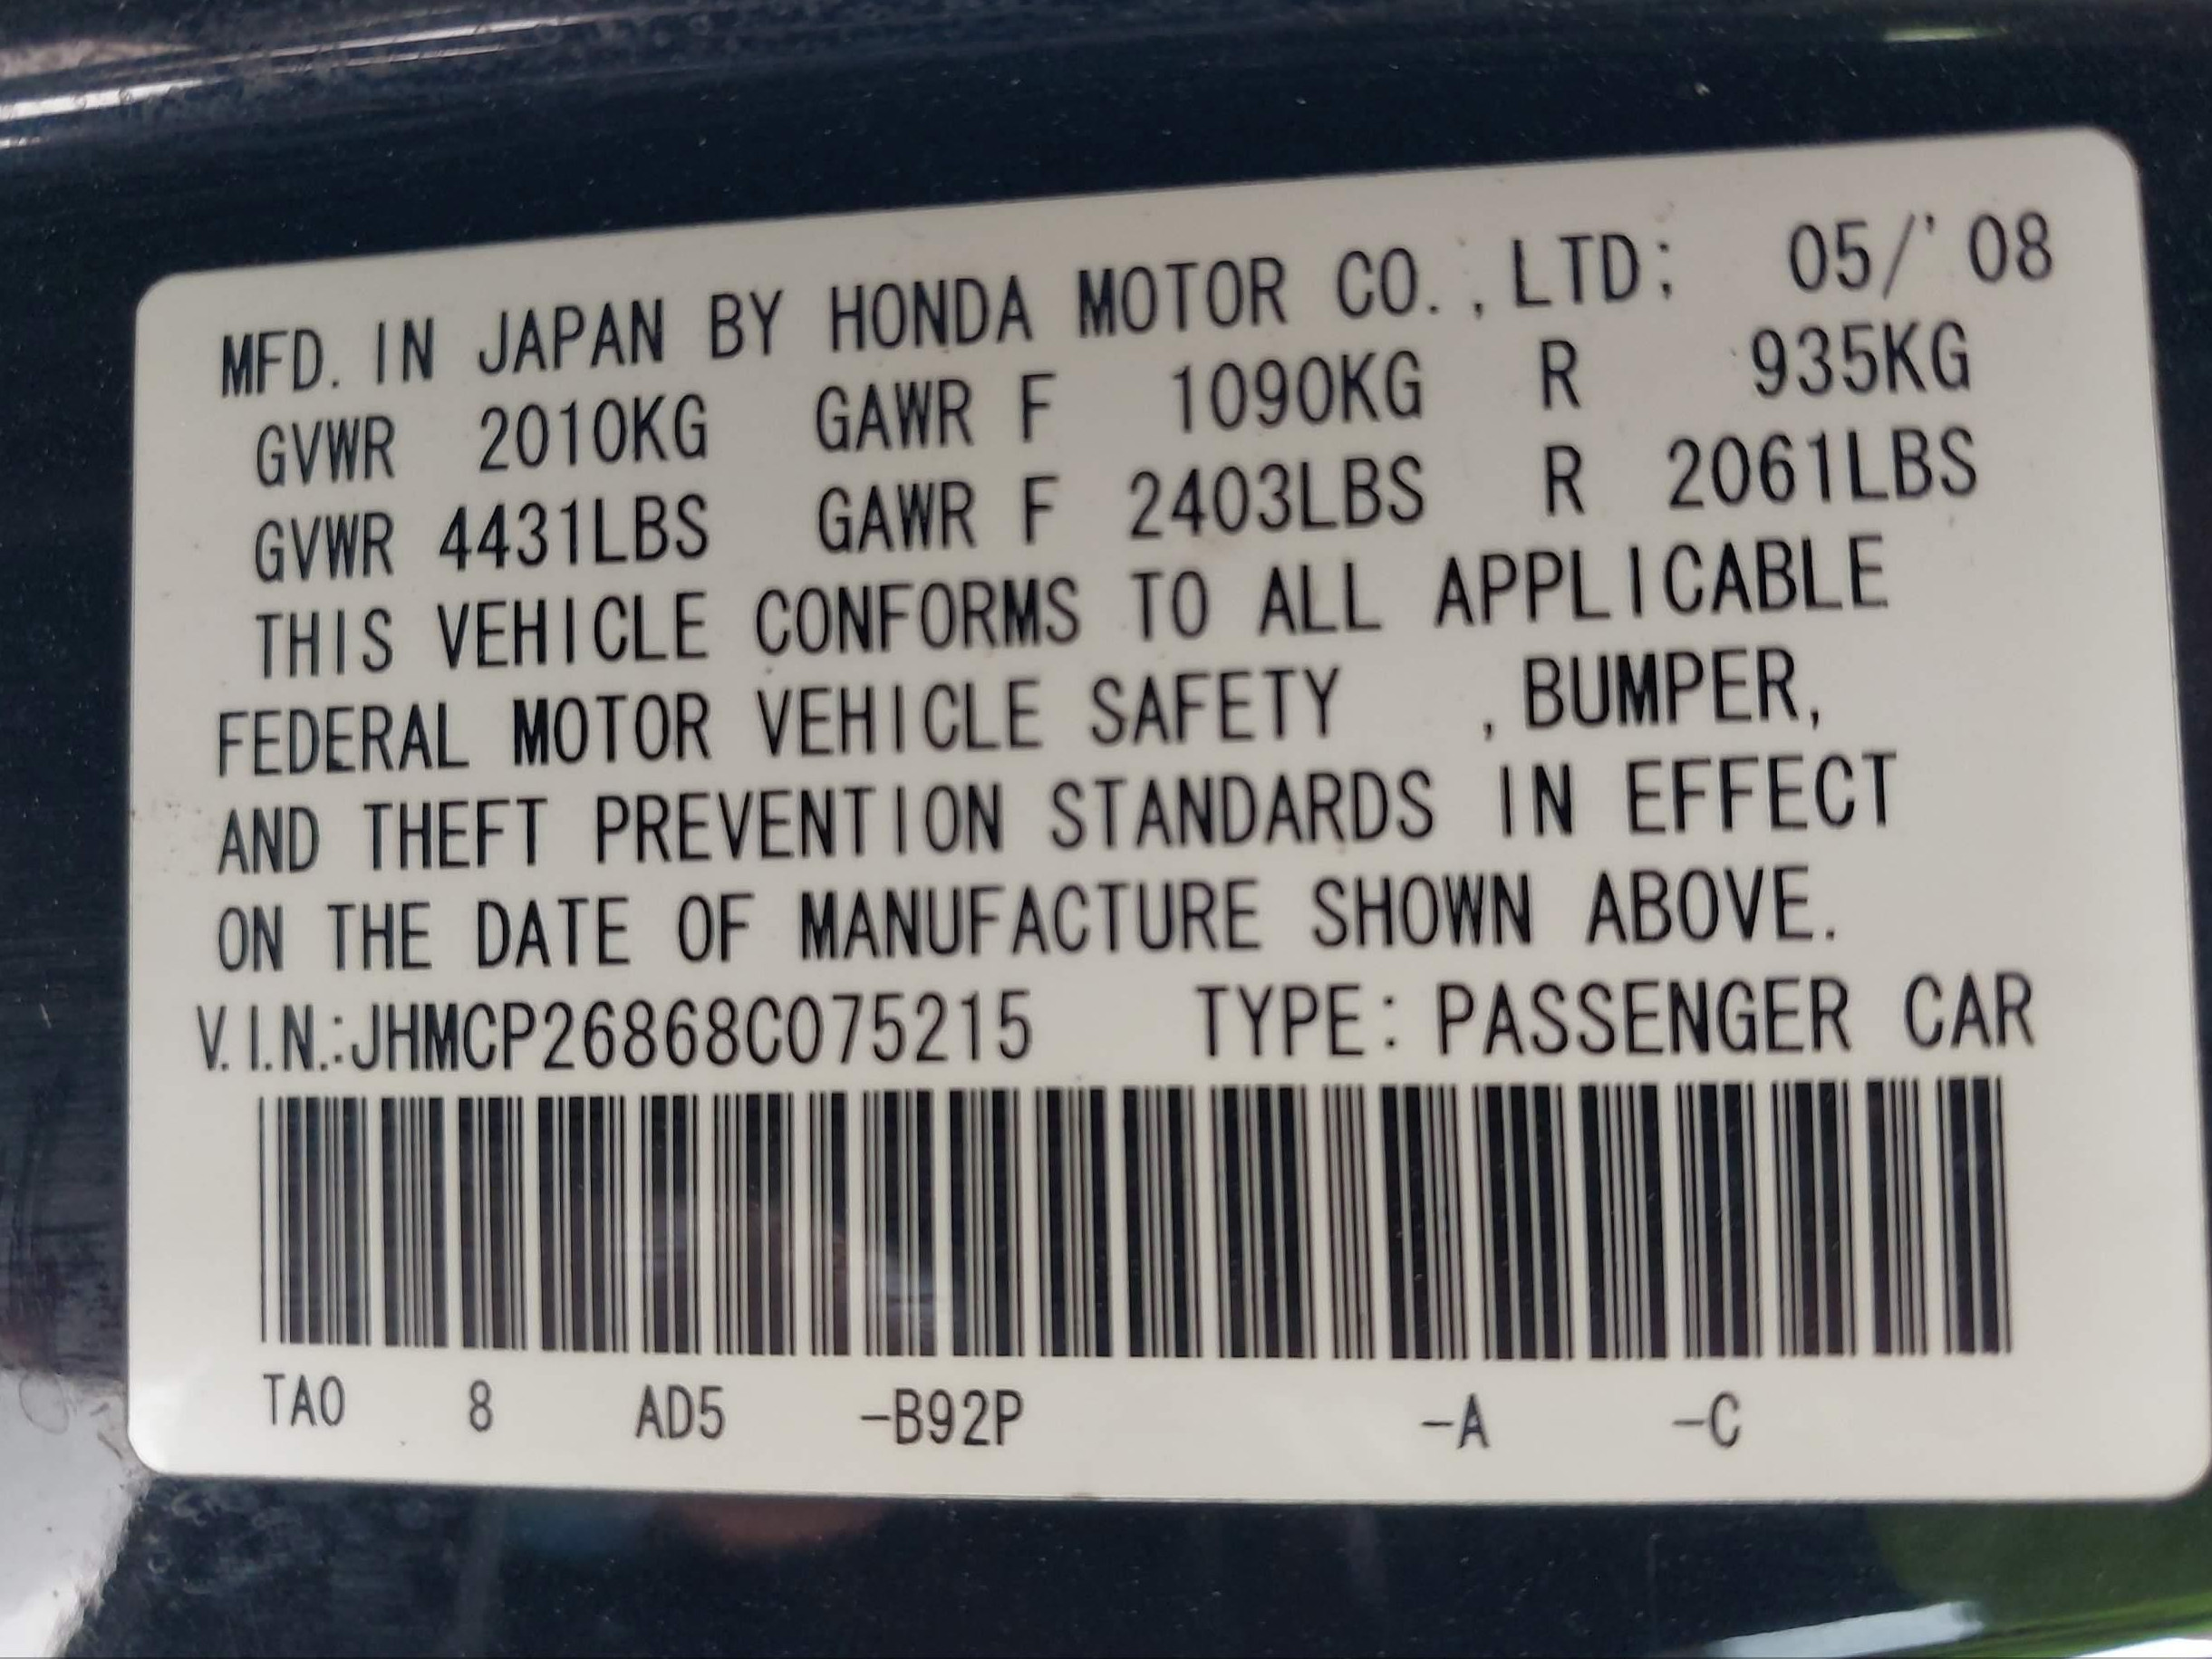 MFD. IN JAPAN BY HONDA MOTOR CO.,LTD; 05/'08
GVWR 2010KG GAWR F 1090KG R 935KG
GVWR 4431LBS GAWR F 2403LBS R 2061LBS
THIS VEHICLE CONFORMS TO ALL APPLICABLE
FEDERAL MOTOR VEHICLE SAFETY , BUMPER,
AND THEFT PREVENTION STANDARDS IN EFFECT
ON THE DATE OF MANUFACTURE SHOWN ABOVE.
V.I.N.:JHMCP26868C075215 TYPE: PASSENGER CAR
TA0 8 AD5 -B92P -A -C